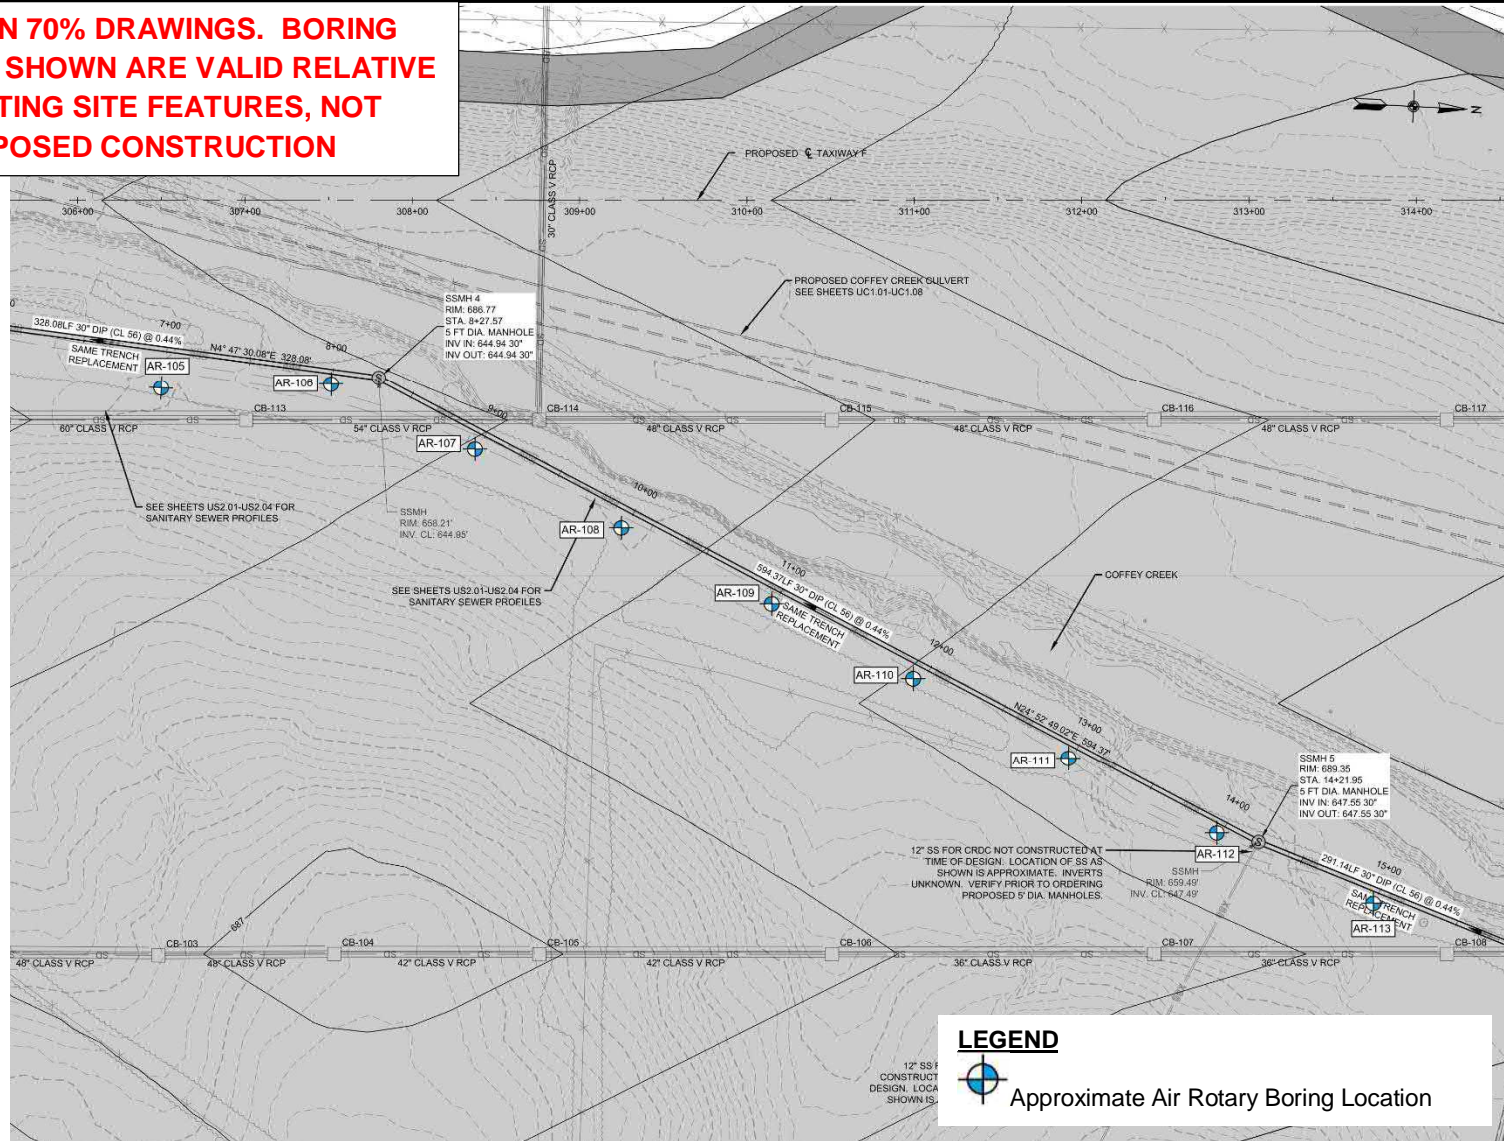 N 70% DRAWINGS. BORING
SHOWN ARE VALID RELATIVE
TING SITE FEATURES, NOT
POSED CONSTRUCTION
N
PROPOSED ℄ TAXIWAY F
306+00
307+00
308+00
309+00
310+00
311+00
312+00
313+00
314+00
30" CLASS V RCP
PROPOSED COFFEY CREEK CULVERT
SEE SHEETS UC1.01-UC1.08
SSMH 4
RIM: 686.77
STA. 8+27.57
5 FT DIA. MANHOLE
INV IN: 644.94 30"
INV OUT: 644.94 30"
328.08LF 30" DIP (CL 56) @ 0.44%
7+00
N4° 47' 30.08"E 328.08'
8+00
SAME TRENCH
REPLACEMENT
AR-105
AR-106
CB-113
CB-114
CB-115
CB-116
CB-117
9+00
60" CLASS V RCP
54" CLASS V RCP
48" CLASS V RCP
48" CLASS V RCP
48" CLASS V RCP
AR-107
SEE SHEETS US2.01-US2.04 FOR
SANITARY SEWER PROFILES
SSMH
RIM: 658.21'
INV. CL: 644.85'
10+00
AR-108
SEE SHEETS US2.01-US2.04 FOR
SANITARY SEWER PROFILES
11+00
594.37LF 30" DIP (CL 56) @ 0.44%
SAME TRENCH
REPLACEMENT
AR-109
COFFEY CREEK
12+00
AR-110
N24° 52' 49.02"E 594.37'
13+00
AR-111
SSMH 5
RIM: 689.35
STA. 14+21.95
5 FT DIA. MANHOLE
INV IN: 647.55 30"
INV OUT: 647.55 30"
14+00
AR-112
12" SS FOR CRDC NOT CONSTRUCTED AT
TIME OF DESIGN. LOCATION OF SS AS
SHOWN IS APPROXIMATE. INVERTS
UNKNOWN. VERIFY PRIOR TO ORDERING
PROPOSED 5' DIA. MANHOLES.
SSMH
RIM: 659.49'
INV. CL: 647.49'
291.14LF 30" DIP (CL 56) @ 0.44%
15+00
SAME TRENCH
REPLACEMENT
AR-113
687
CB-103
CB-104
CB-105
CB-106
CB-107
CB-108
48" CLASS V RCP
48" CLASS V RCP
42" CLASS V RCP
42" CLASS V RCP
36" CLASS V RCP
36" CLASS V RCP
12" SS F
CONSTRUCT
DESIGN. LOCA
SHOWN IS
LEGEND
Approximate Air Rotary Boring Location